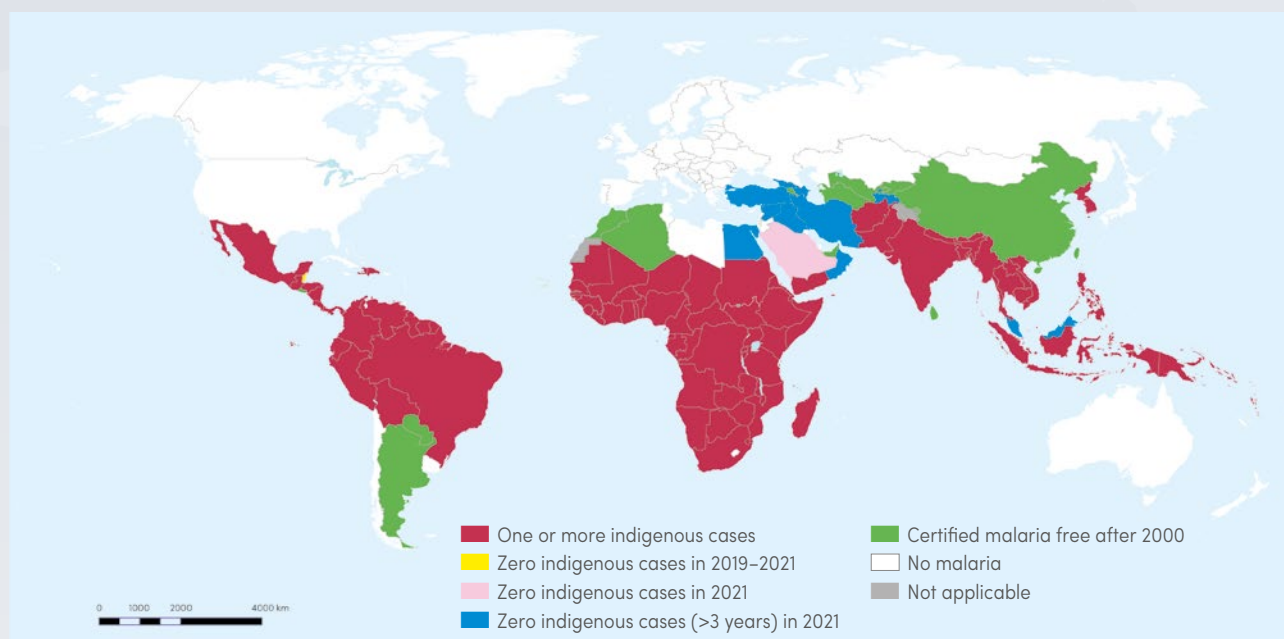 One or more indigenous cases
Zero indigenous cases in 2019–2021
Zero indigenous cases in 2021
Zero indigenous cases (>3 years) in 2021
Certified malaria free after 2000
No malaria
Not applicable
0 1000 2000 4000 km